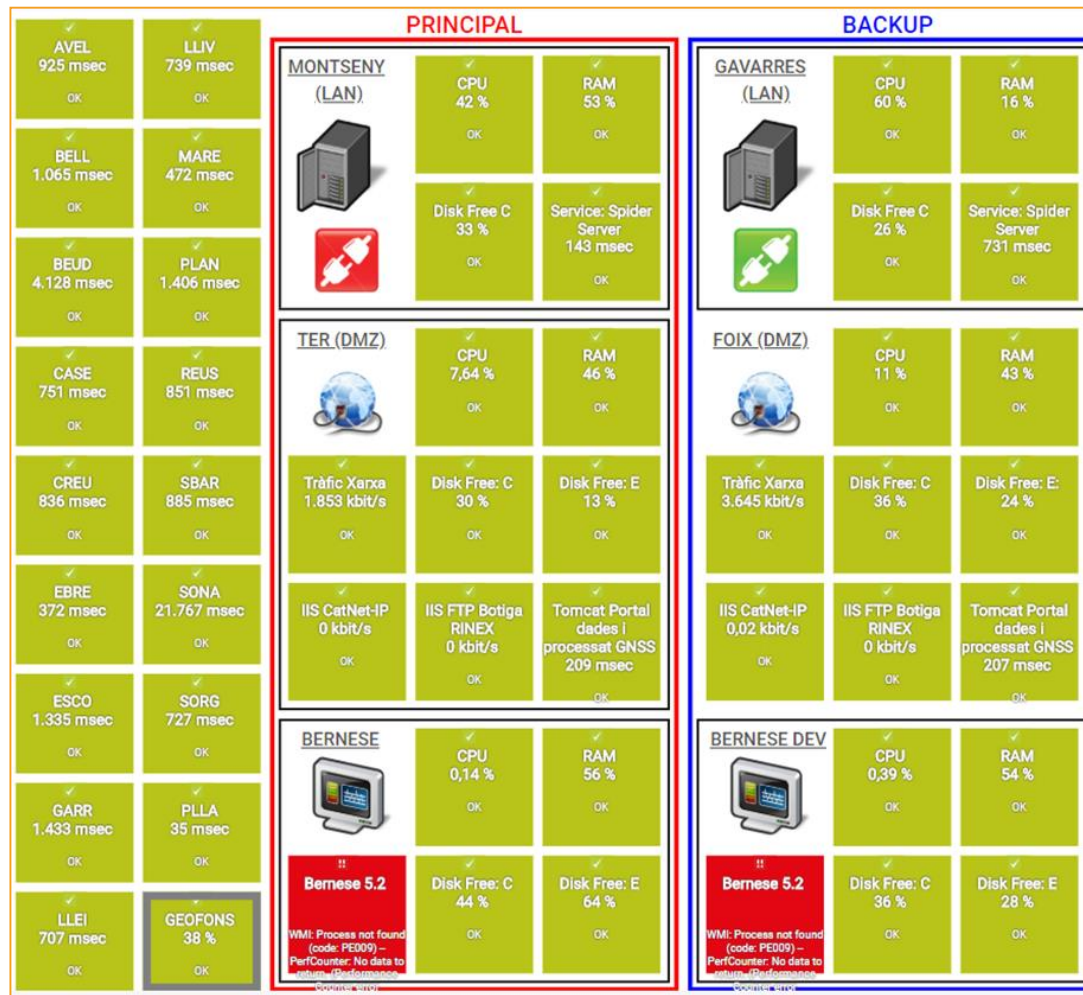 PRINCIPAL
BACKUP
AVEL
925 msec
OK
LLIV
739 msec
OK
BELL
1.065 msec
OK
MARE
472 msec
OK
BEUD
4.128 msec
OK
PLAN
1.406 msec
OK
CASE
751 msec
OK
REUS
851 msec
OK
CREU
836 msec
OK
SBAR
885 msec
OK
EBRE
372 msec
OK
SONA
21.767 msec
OK
ESCO
1.335 msec
OK
SORG
727 msec
OK
GARR
1.433 msec
OK
PLLA
35 msec
OK
LLEI
707 msec
OK
GEOFONS
38 %
OK
MONTSENY
(LAN)
CPU
42 %
OK
RAM
53 %
OK
Disk Free C
33 %
OK
Service: Spider
Server
143 msec
OK
TER (DMZ)
CPU
7,64 %
OK
RAM
46 %
OK
Tràfic Xarxa
1.853 kbit/s
OK
Disk Free: C
30 %
OK
Disk Free: E
13 %
OK
IIS CatNet-IP
0 kbit/s
OK
IIS FTP Botiga
RINEX
0 kbit/s
OK
Tomcat Portal
dades i
processat GNSS
209 msec
OK
BERNESE
CPU
0,14 %
OK
RAM
56 %
OK
!!
Bernese 5.2
WMI: Process not found
(code: PE009) –
PerfCounter: No data to
return. (Performance
Counter error
Disk Free: C
44 %
OK
Disk Free: E
64 %
OK
GAVARRES
(LAN)
CPU
60 %
OK
RAM
16 %
OK
Disk Free C
26 %
OK
Service: Spider
Server
731 msec
OK
FOIX (DMZ)
CPU
11 %
OK
RAM
43 %
OK
Tràfic Xarxa
3.645 kbit/s
OK
Disk Free: C
36 %
OK
Disk Free: E:
24 %
OK
IIS CatNet-IP
0,02 kbit/s
OK
IIS FTP Botiga
RINEX
0 kbit/s
OK
Tomcat Portal
dades i
processat GNSS
207 msec
OK
BERNESE DEV
CPU
0,39 %
OK
RAM
54 %
OK
!!
Bernese 5.2
WMI: Process not found
(code: PE009) –
PerfCounter: No data to
return. (Performance
Counter error
Disk Free: C
36 %
OK
Disk Free: E
28 %
OK